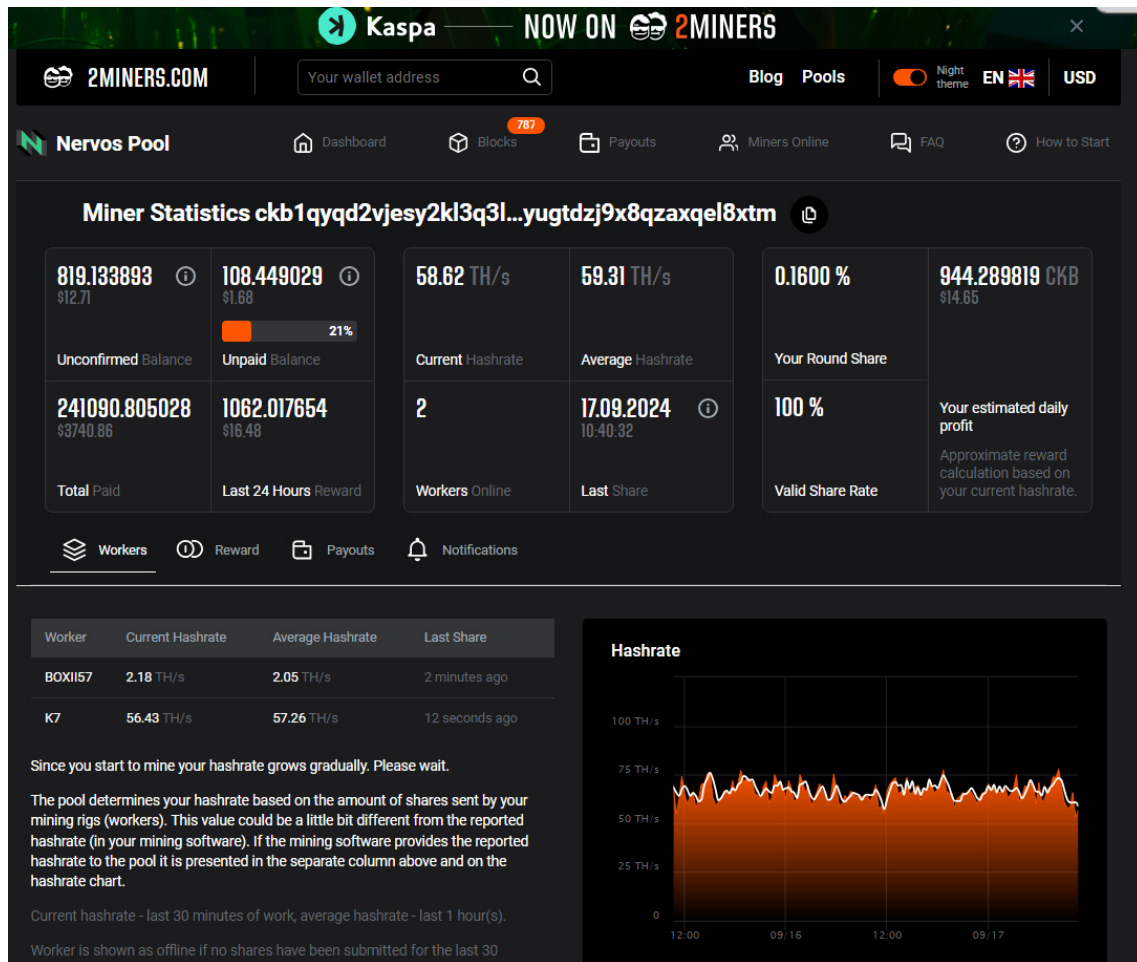 Kaspa NOW ON 2MINERS
2MINERS.COM
Your wallet address
Blog Pools
Night theme
EN
USD
Nervos Pool
Dashboard
Blocks
787
Payouts
Miners Online
FAQ
How to Start
Miner Statistics ckb1qyqd2vjesy2kl3q3l...yugtdzj9x8qzaxqel8xtm
819.133893
$12.71
Unconfirmed Balance
108.449029
$1.68
21%
Unpaid Balance
241090.805028
$3740.86
Total Paid
1062.017654
$16.48
Last 24 Hours Reward
58.62 TH/s
Current Hashrate
59.31 TH/s
Average Hashrate
2
Workers Online
17.09.2024
10:40:32
Last Share
0.1600 %
Your Round Share
100 %
Valid Share Rate
944.289819 CKB
$14.65
Your estimated daily
profit
Approximate reward
calculation based on
your current hashrate.
Workers
Reward
Payouts
Notifications
Worker Current Hashrate Average Hashrate Last Share
BOXII57 2.18 TH/s 2.05 TH/s 2 minutes ago
K7 56.43 TH/s 57.26 TH/s 12 seconds ago
Since you start to mine your hashrate grows gradually. Please wait.
The pool determines your hashrate based on the amount of shares sent by your
mining rigs (workers). This value could be a little bit different from the reported
hashrate (in your mining software). If the mining software provides the reported
hashrate to the pool it is presented in the separate column above and on the
hashrate chart.
Current hashrate - last 30 minutes of work, average hashrate - last 1 hour(s).
Worker is shown as offline if no shares have been submitted for the last 30
Hashrate
100 TH/s
75 TH/s
50 TH/s
25 TH/s
0
12:00 09/16 12:00 09/17